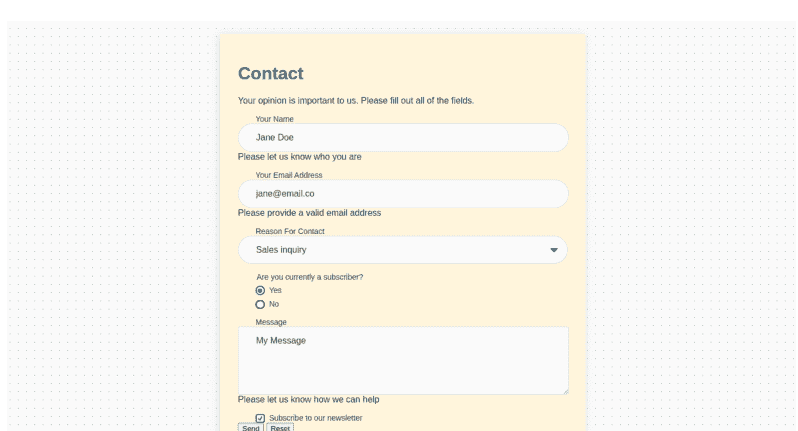 Contact
Your opinion is important to us. Please fill out all of the fields.
Your Name
Jane Doe
Please let us know who you are
Your Email Address
jane@email.co
Please provide a valid email address
Reason For Contact
Sales inquiry
Are you currently a subscriber?
Yes
No
Message
My Message
Please let us know how we can help
Subscribe to our newsletter
Send Reset